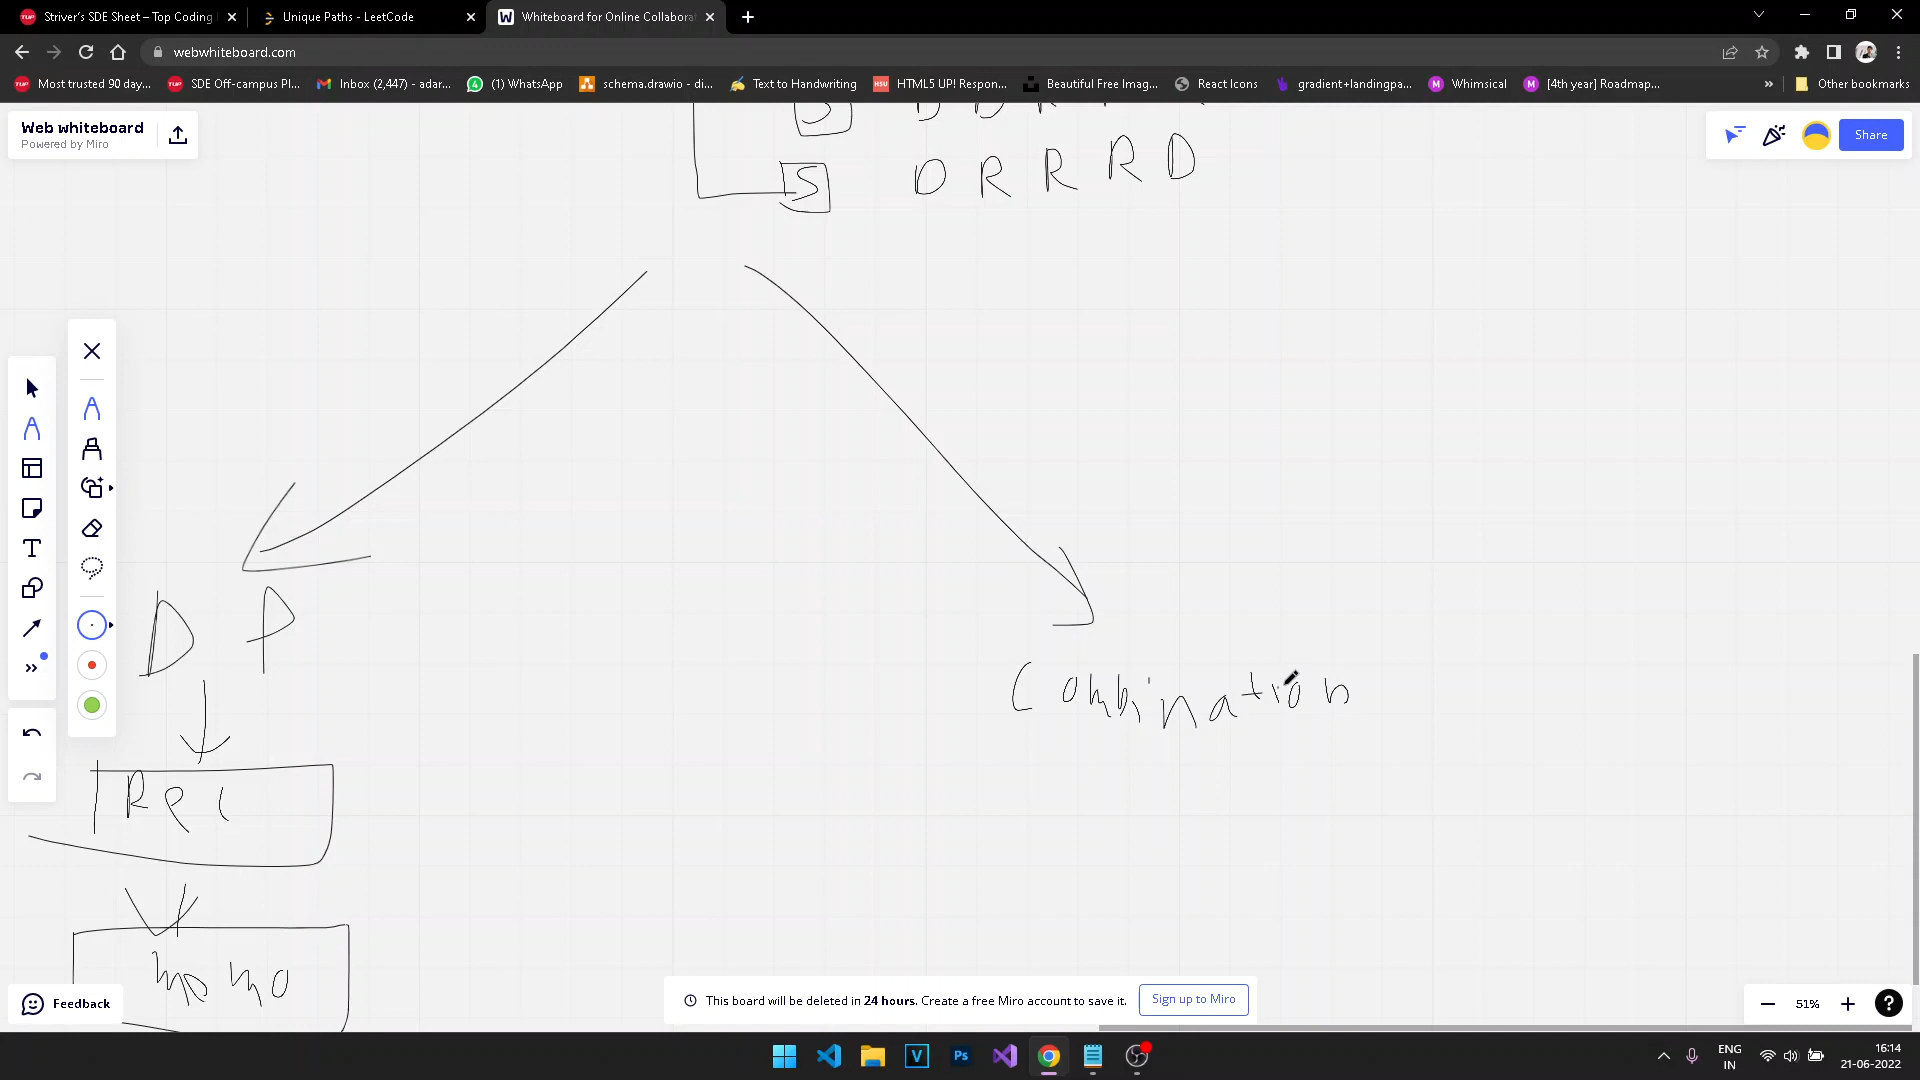 Striver's SDE Sheet – Top Coding
Unique Paths - LeetCode
Whiteboard for Online Collabora
webwhiteboard.com
Most trusted 90 day...
SDE Off-campus Pl...
Inbox (2,447) - adar...
(1) WhatsApp
schema.drawio - di...
Text to Handwriting
HTML5 UP! Respon...
Beautiful Free Imag...
React Icons
gradient+landingpa...
Whimsical
[4th year] Roadmap...
Other bookmarks
Web whiteboard
Powered by Miro
Share
S D R R R D
D P
Combination
Rec
memo
Feedback
This board will be deleted in 24 hours. Create a free Miro account to save it.
Sign up to Miro
51%
ENG
IN
16:14
21-06-2022